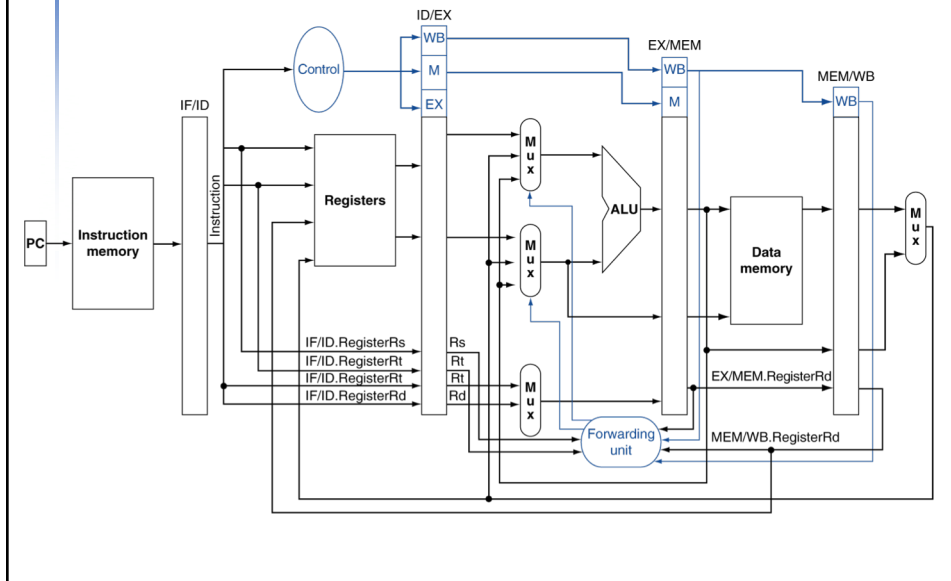 ID/EX
WB
EX/MEM
Control
M
WB
MEM/WB
IF/ID
EX
M
WB
M
u
x
Registers
Instruction
ALU
PC
Instruction
memory
M
u
x
Data
memory
M
u
x
IF/ID.RegisterRs
Rs
IF/ID.RegisterRt
Rt
IF/ID.RegisterRt
Rt
IF/ID.RegisterRd
Rd
M
u
x
EX/MEM.RegisterRd
Forwarding
unit
MEM/WB.RegisterRd